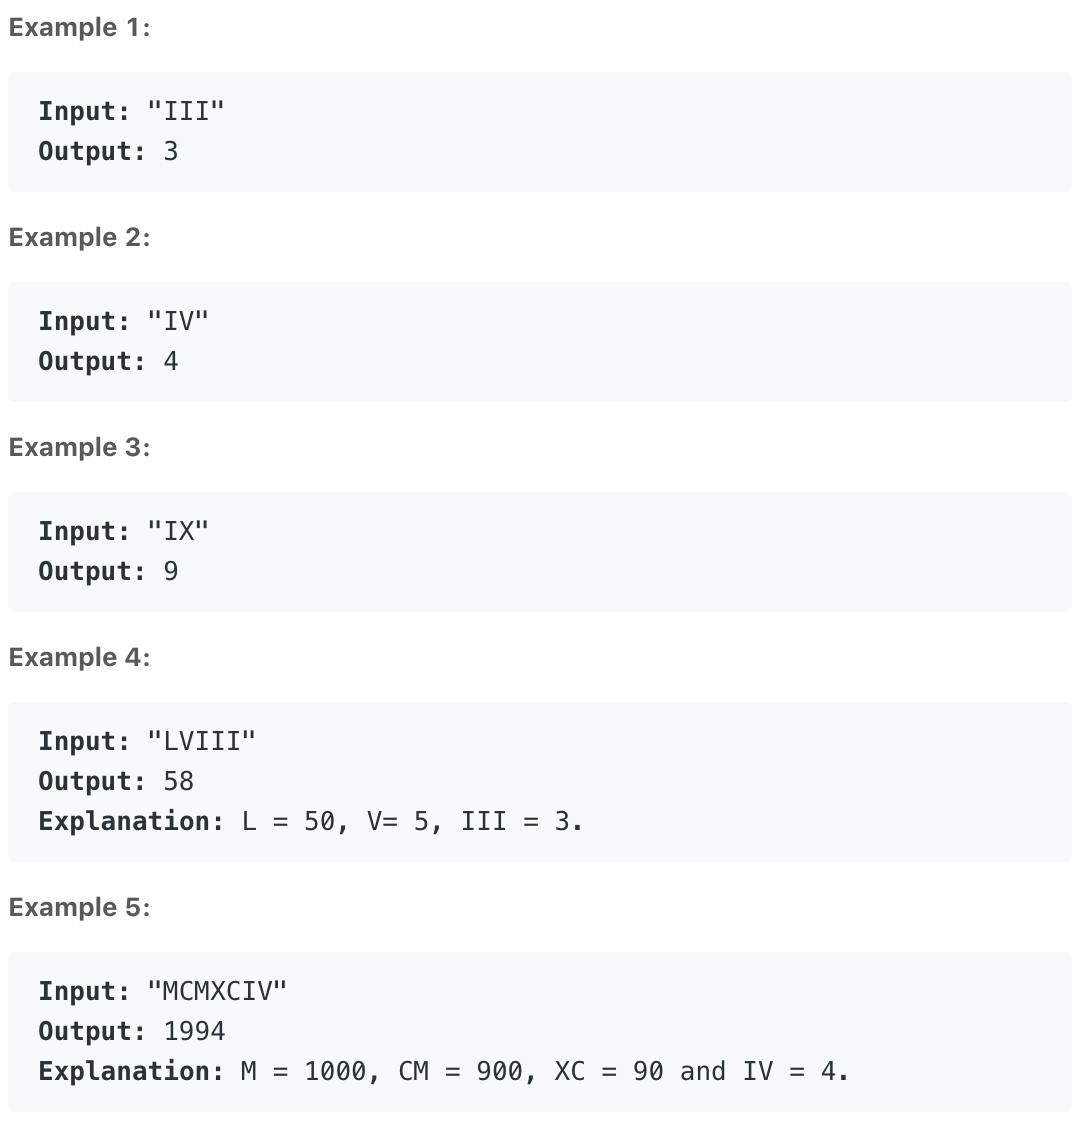 Example 1:
Input: "III"
Output: 3
Example 2:
Input: "IV"
Output: 4
Example 3:
Input: "IX"
Output: 9
Example 4:
Input: "LVIII"
Output: 58
Explanation: L = 50, V= 5, III = 3.
Example 5:
Input: "MCMXCIV"
Output: 1994
Explanation: M = 1000, CM = 900, XC = 90 and IV = 4.